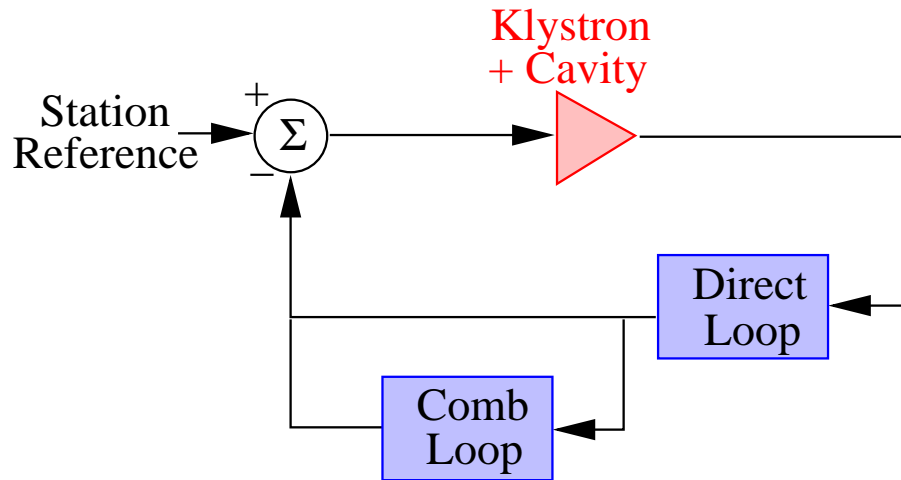 Klystron
+ Cavity
Station
Reference
+
Σ
−
Direct
Loop
Comb
Loop